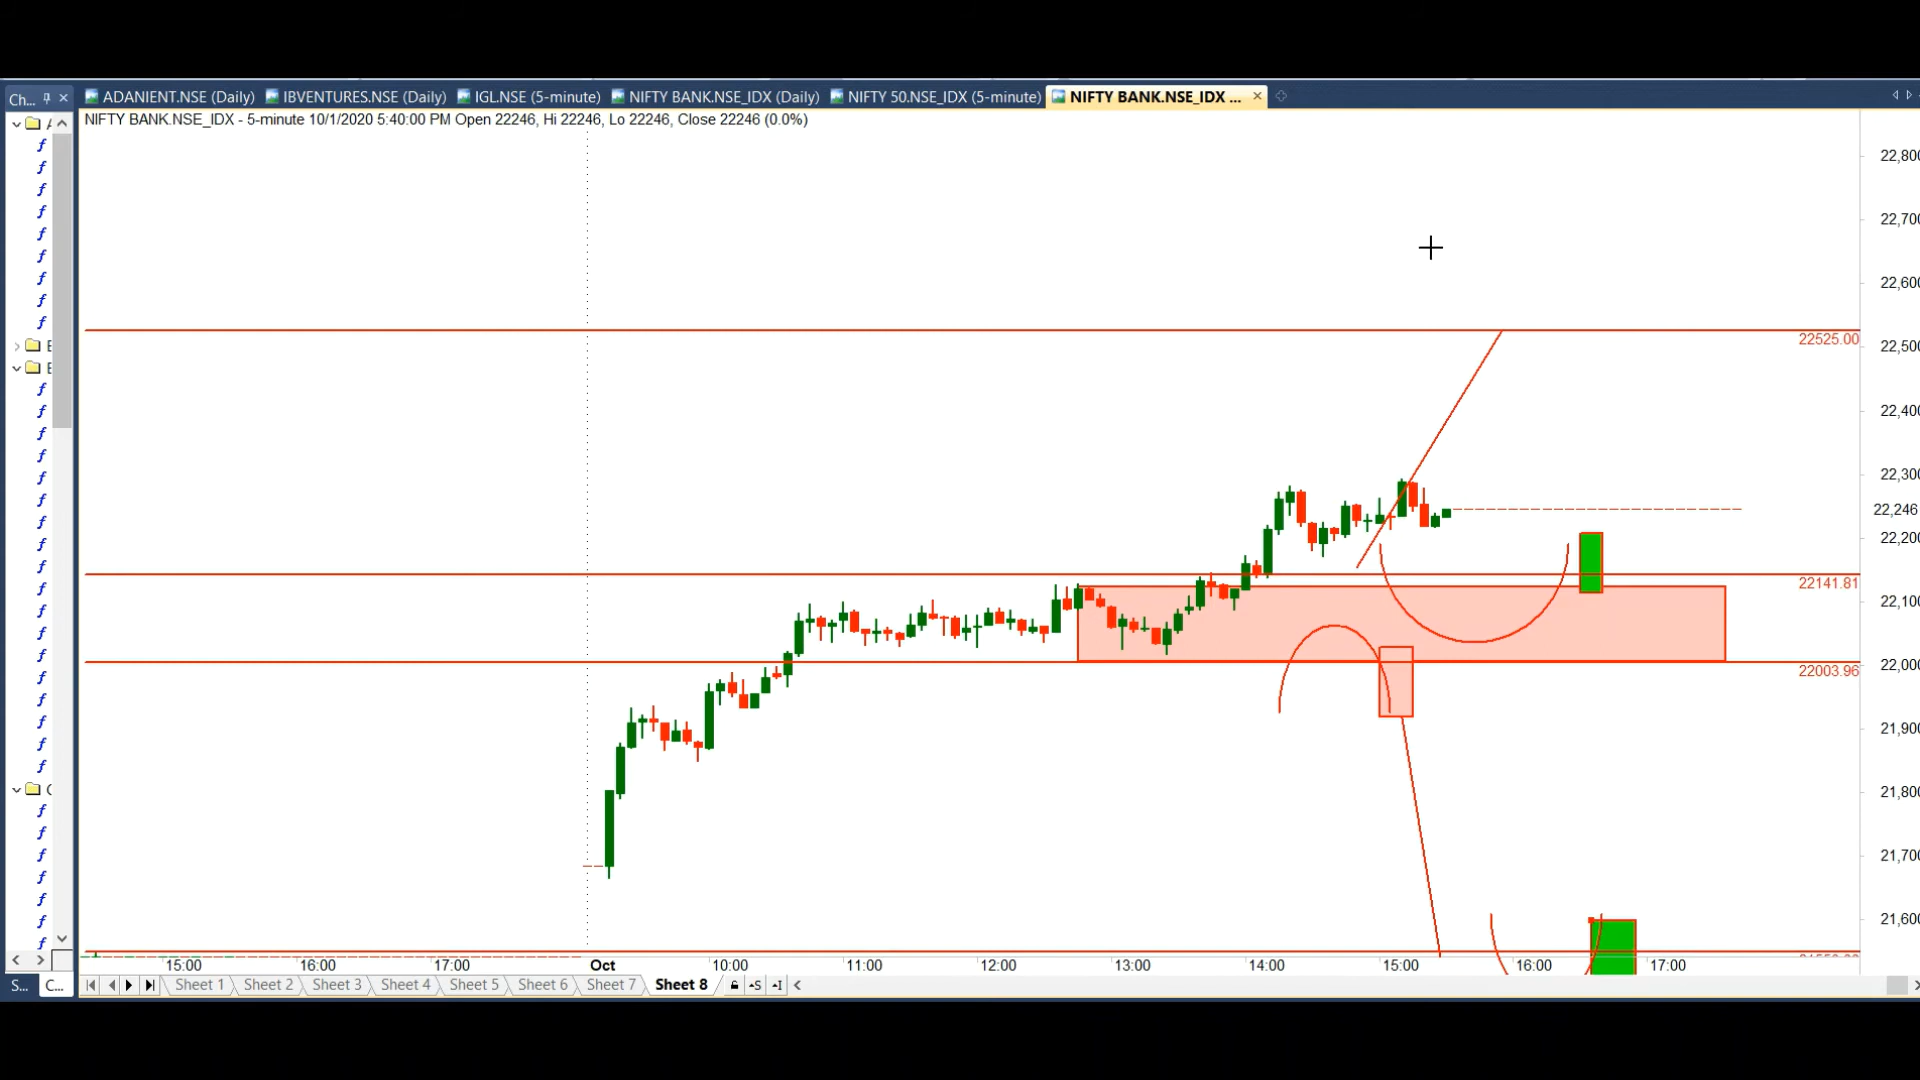 Ch...
ADANIENT.NSE (Daily)
IBVENTURES.NSE (Daily)
IGL.NSE (5-minute)
NIFTY BANK.NSE_IDX (Daily)
NIFTY 50.NSE_IDX (5-minute)
NIFTY BANK.NSE_IDX ...
NIFTY BANK.NSE_IDX - 5-minute 10/1/2020 5:40:00 PM Open 22246, Hi 22246, Lo 22246, Close 22246 (0.0%)
22,800
22,700
22,600
22525.00
22,500
22,400
22,300
22,246
22,200
22141.81
22,100
22,000
22003.96
21,900
21,800
21,700
21,600
15:00
16:00
17:00
Oct
10:00
11:00
12:00
13:00
14:00
15:00
16:00
17:00
S...
C...
Sheet 1
Sheet 2
Sheet 3
Sheet 4
Sheet 5
Sheet 6
Sheet 7
Sheet 8